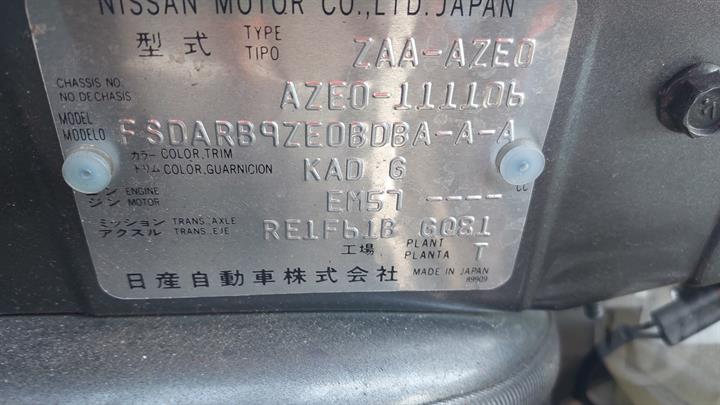 NISSAN MOTOR CO.,LTD. JAPAN
型式 TYPE TIPO ZAA-AZE0
CHASSIS NO. NO. DE CHASIS AZE0-111106
MODEL MODELO FSDARB9ZE0BDBA-A-A
カラー COLOR,TRIM
トリム COLOR,GUARNICION KAD G
ン ENGINE
ジン MOTOR EM57 ---- cc
ミッション TRANS.,AXLE
アクスル TRANS.,EJE RE1F61B GQ81
工場 PLANT PLANTA T
日産自動車株式会社 MADE IN JAPAN
89909